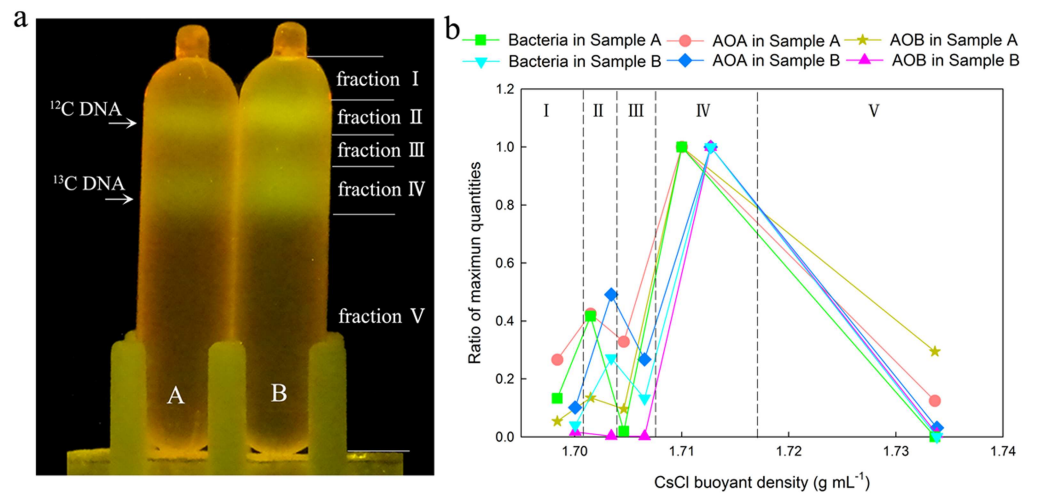 a
fraction Ⅰ
¹²C DNA
fraction Ⅱ
fraction Ⅲ
¹³C DNA
fraction Ⅳ
fraction Ⅴ
A
B
b
Bacteria in Sample A
AOA in Sample A
AOB in Sample A
Bacteria in Sample B
AOA in Sample B
AOB in Sample B
1.2
1.0
0.8
0.6
0.4
0.2
0.0
Ratio of maximun quantities
Ⅰ
Ⅱ
Ⅲ
Ⅳ
Ⅴ
1.70
1.71
1.72
1.73
1.74
CsCl buoyant density (g mL⁻¹)